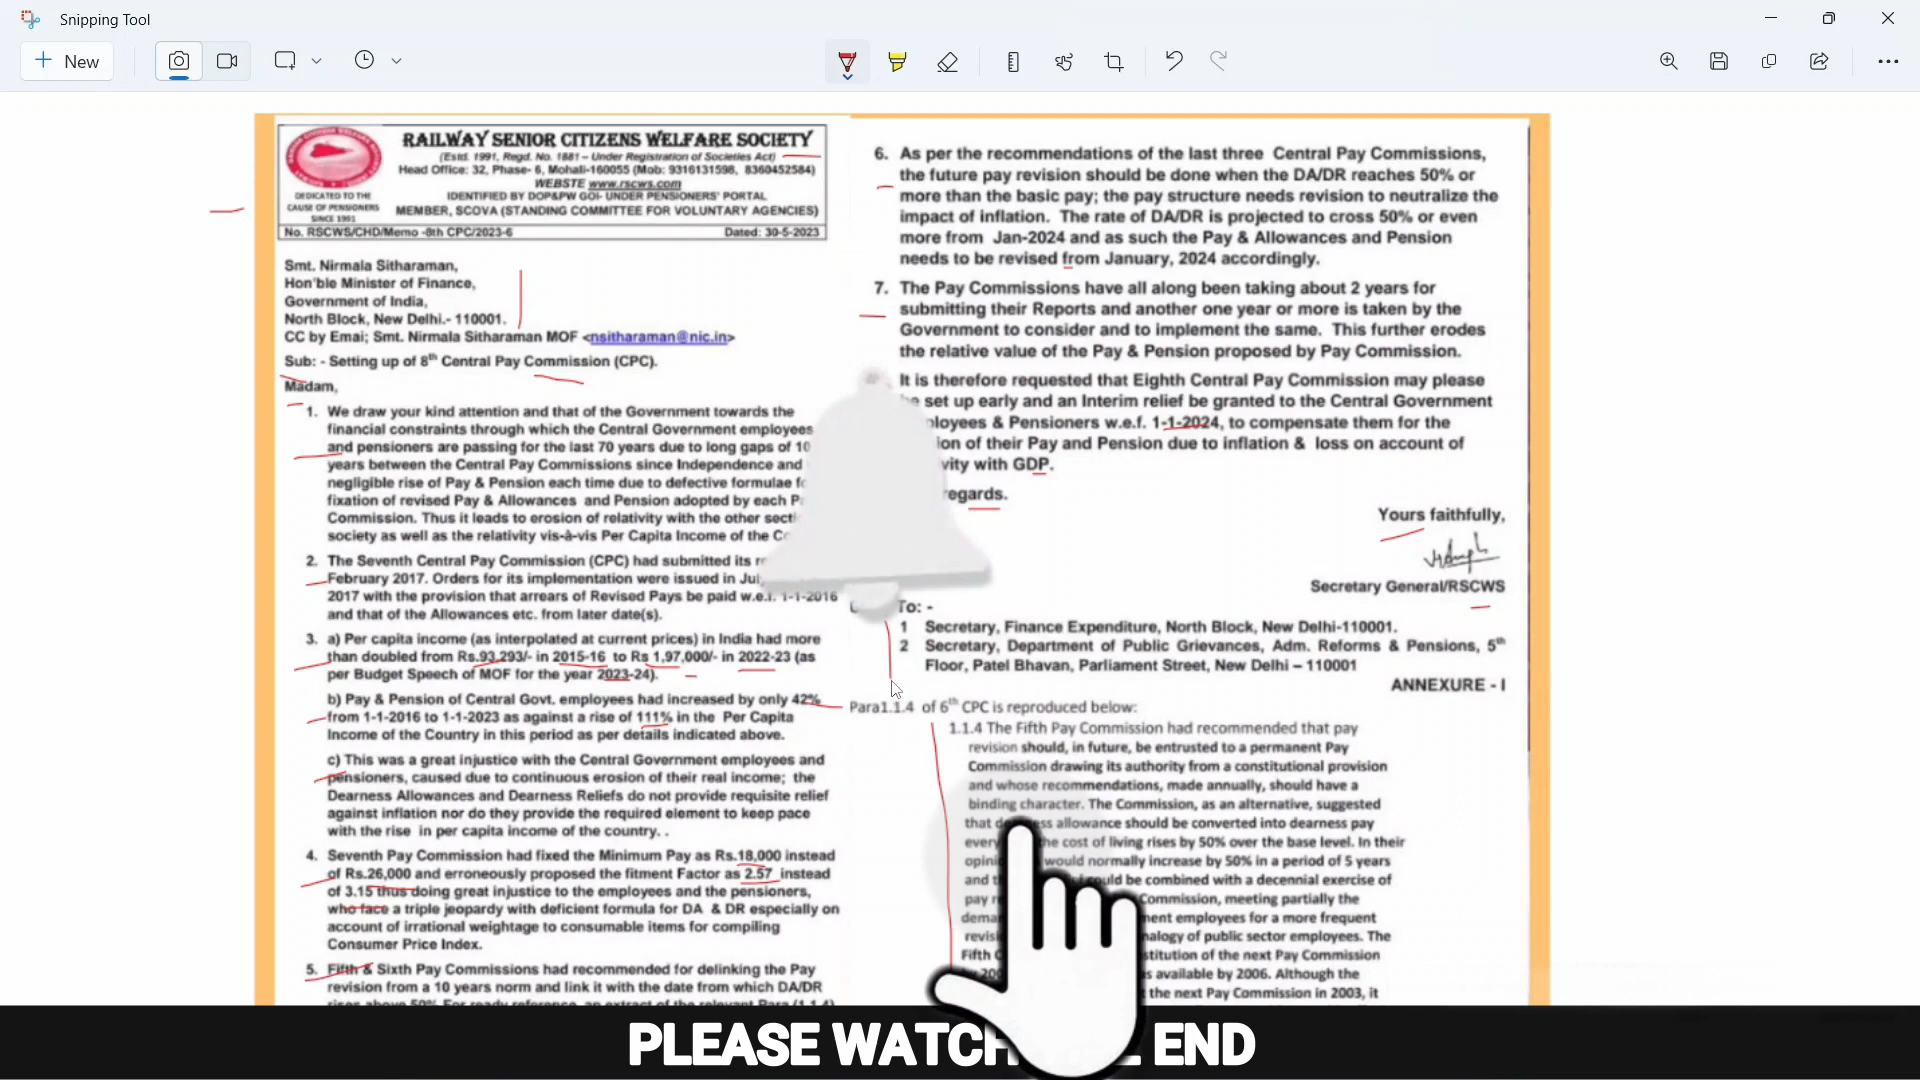 Snipping Tool
New
RAILWAY SENIOR CITIZENS WELFARE SOCIETY
(Estd. 1991, Regd. No. 1881 – Under Registration of Societies Act)
Head Office: 32, Phase- 6, Mohali-160055 (Mob: 9316131598, 8360452584)
WEBSTE www.rscws.com
IDENTIFIED BY DOP&PW GOI- UNDER PENSIONERS' PORTAL
MEMBER, SCOVA (STANDING COMMITTEE FOR VOLUNTARY AGENCIES)
DEDICATED TO THE
CAUSE OF PENSIONERS
SINCE 1991
No. RSCWS/CHD/Memo -8th CPC/2023-6 Dated: 30-5-2023
Smt. Nirmala Sitharaman,
Hon'ble Minister of Finance,
Government of India,
North Block, New Delhi.- 110001.
CC by Emai; Smt. Nirmala Sitharaman MOF <nsitharaman@nic.in>
Sub: - Setting up of 8th Central Pay Commission (CPC).
Madam,
1. We draw your kind attention and that of the Government towards the
financial constraints through which the Central Government employees
and pensioners are passing for the last 70 years due to long gaps of 10
years between the Central Pay Commissions since Independence and
negligible rise of Pay & Pension each time due to defective formulae
fixation of revised Pay & Allowances and Pension adopted by each
Commission. Thus it leads to erosion of relativity with the other
society as well as the relativity vis-à-vis Per Capita Income of the
2. The Seventh Central Pay Commission (CPC) had submitted its
February 2017. Orders for its implementation were issued in
2017 with the provision that arrears of Revised Pays be paid w.e.f. 1-1-2016
and that of the Allowances etc. from later date(s).
3. a) Per capita income (as interpolated at current prices) in India had more
than doubled from Rs.93,293/- in 2015-16 to Rs 1,97,000/- in 2022-23 (as
per Budget Speech of MOF for the year 2023-24).
b) Pay & Pension of Central Govt. employees had increased by only 42%
from 1-1-2016 to 1-1-2023 as against a rise of 111% in the Per Capita
Income of the Country in this period as per details indicated above.
c) This was a great injustice with the Central Government employees and
pensioners, caused due to continuous erosion of their real income; the
Dearness Allowances and Dearness Reliefs do not provide requisite relief
against inflation nor do they provide the required element to keep pace
with the rise in per capita income of the country. .
4. Seventh Pay Commission had fixed the Minimum Pay as Rs.18,000 instead
of Rs.26,000 and erroneously proposed the fitment Factor as 2.57 instead
of 3.15 thus doing great injustice to the employees and the pensioners,
who face a triple jeopardy with deficient formula for DA & DR especially on
account of irrational weightage to consumable items for compiling
Consumer Price Index.
5. Fifth & Sixth Pay Commissions had recommended for delinking the Pay
revision from a 10 years norm and link it with the date from which DA/DR
rises above 50%. For ready reference, an extract of the relevant Para (1.1.4)
6. As per the recommendations of the last three Central Pay Commissions,
the future pay revision should be done when the DA/DR reaches 50% or
more than the basic pay; the pay structure needs revision to neutralize the
impact of inflation. The rate of DA/DR is projected to cross 50% or even
more from Jan-2024 and as such the Pay & Allowances and Pension
needs to be revised from January, 2024 accordingly.
7. The Pay Commissions have all along been taking about 2 years for
submitting their Reports and another one year or more is taken by the
Government to consider and to implement the same. This further erodes
the relative value of the Pay & Pension proposed by Pay Commission.
It is therefore requested that Eighth Central Pay Commission may please
set up early and an Interim relief be granted to the Central Government
& Pensioners w.e.f. 1-1-2024, to compensate them for the
of their Pay and Pension due to inflation & loss on account of
with GDP.
regards.
Yours faithfully,
Secretary General/RSCWS
To: -
1 Secretary, Finance Expenditure, North Block, New Delhi-110001.
2 Secretary, Department of Public Grievances, Adm. Reforms & Pensions, 5th
Floor, Patel Bhavan, Parliament Street, New Delhi – 110001
ANNEXURE - I
Para1.1.4 of 6th CPC is reproduced below:
1.1.4 The Fifth Pay Commission had recommended that pay
revision should, in future, be entrusted to a permanent Pay
Commission drawing its authority from a constitutional provision
and whose recommendations, made annually, should have a
binding character. The Commission, as an alternative, suggested
that allowance should be converted into dearness pay
every cost of living rises by 50% over the base level. In their
would normally increase by 50% in a period of 5 years
and be combined with a decennial exercise of
pay Commission, meeting partially the
employees for a more frequent
of public sector employees. The
Fifth of the next Pay Commission
available by 2006. Although the
the next Pay Commission in 2003, it
PLEASE WATCH END